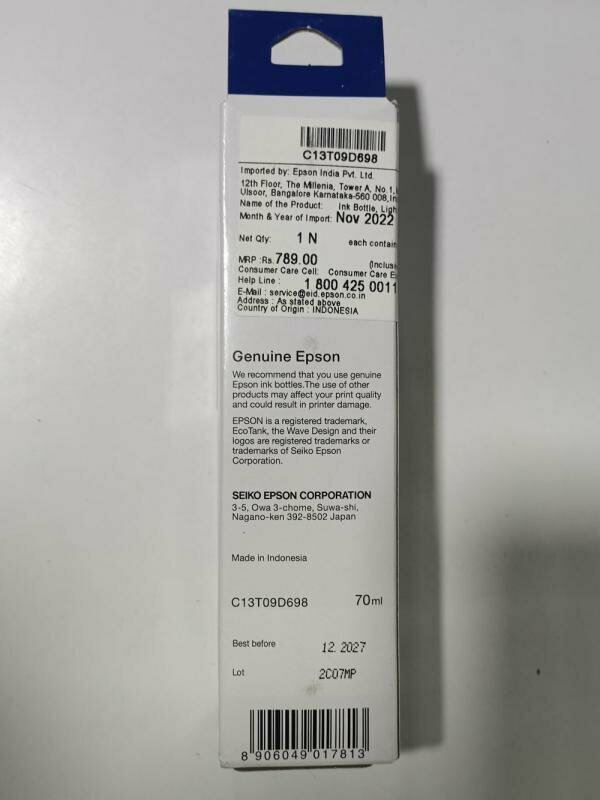 C13T09D698
Imported by: Epson India Pvt. Ltd.
12th Floor, The Millenia, Tower A, No.1,
Ulsoor, Bangalore Karnataka-560 008,In
Name of the Product: Ink Bottle, Ligh
Month & Year of Import: Nov 2022
Net Qty: 1 N each contain
MRP :Rs. 789.00 (Inclusi
Consumer Care Cell: Consumer Care E
Help Line : 1 800 425 0011
E-Mail : service@eid.epson.co.in
Address : As stated above
Country of Origin : INDONESIA
Genuine Epson
We recommend that you use genuine
Epson ink bottles.The use of other
products may affect your print quality
and could result in printer damage.
EPSON is a registered trademark,
EcoTank, the Wave Design and their
logos are registered trademarks or
trademarks of Seiko Epson
Corporation.
SEIKO EPSON CORPORATION
3-5, Owa 3-chome, Suwa-shi,
Nagano-ken 392-8502 Japan
Made in Indonesia
C13T09D698 70ml
Best before 12. 2027
Lot 2C07MP
8 906049 017813